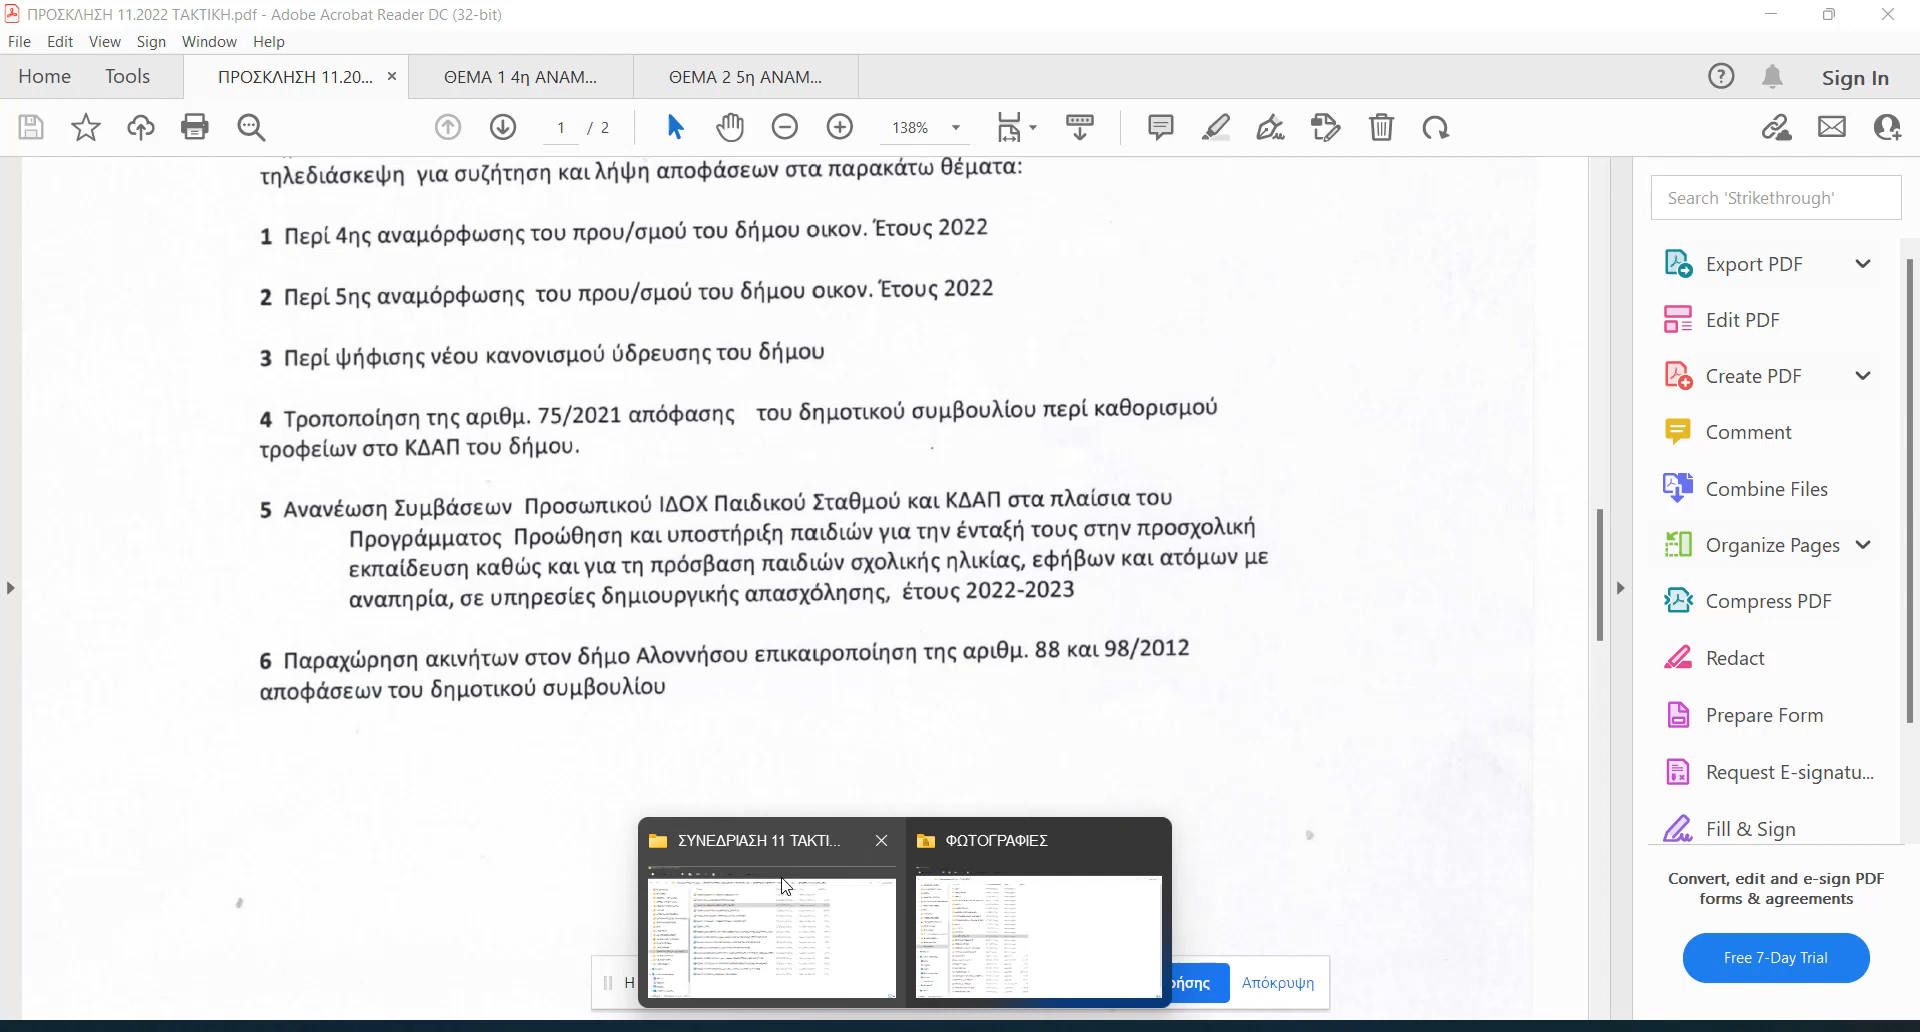 ΠΡΟΣΚΛΗΣΗ 11.2022 ΤΑΚΤΙΚΗ.pdf - Adobe Acrobat Reader DC (32-bit)
File Edit View Sign Window Help
Home Tools ΠΡΟΣΚΛΗΣΗ 11.20... ΘΕΜΑ 1 4η ΑΝΑΜ... ΘΕΜΑ 2 5η ΑΝΑΜ... Sign In
1 / 2 138%
τηλεδιάσκεψη για συζήτηση και λήψη αποφάσεων στα παρακάτω θέματα:
1 Περί 4ης αναμόρφωσης του πρου/σμού του δήμου οικον. Έτους 2022
2 Περί 5ης αναμόρφωσης του πρου/σμού του δήμου οικον. Έτους 2022
3 Περί ψήφισης νέου κανονισμού ύδρευσης του δήμου
4 Τροποποίηση της αριθμ. 75/2021 απόφασης του δημοτικού συμβουλίου περί καθορισμού
τροφείων στο ΚΔΑΠ του δήμου.
5 Ανανέωση Συμβάσεων Προσωπικού ΙΔΟΧ Παιδικού Σταθμού και ΚΔΑΠ στα πλαίσια του
Προγράμματος Προώθηση και υποστήριξη παιδιών για την ένταξή τους στην προσχολική
εκπαίδευση καθώς και για τη πρόσβαση παιδιών σχολικής ηλικίας, εφήβων και ατόμων με
αναπηρία, σε υπηρεσίες δημιουργικής απασχόλησης, έτους 2022-2023
6 Παραχώρηση ακινήτων στον δήμο Αλοννήσου επικαιροποίηση της αριθμ. 88 και 98/2012
αποφάσεων του δημοτικού συμβουλίου
ΣΥΝΕΔΡΙΑΣΗ 11 ΤΑΚΤΙ... ΦΩΤΟΓΡΑΦΙΕΣ
Η
ρήσης Απόκρυψη
Search 'Strikethrough'
Export PDF
Edit PDF
Create PDF
Comment
Combine Files
Organize Pages
Compress PDF
Redact
Prepare Form
Request E-signatu...
Fill & Sign
Convert, edit and e-sign PDF
forms & agreements
Free 7-Day Trial